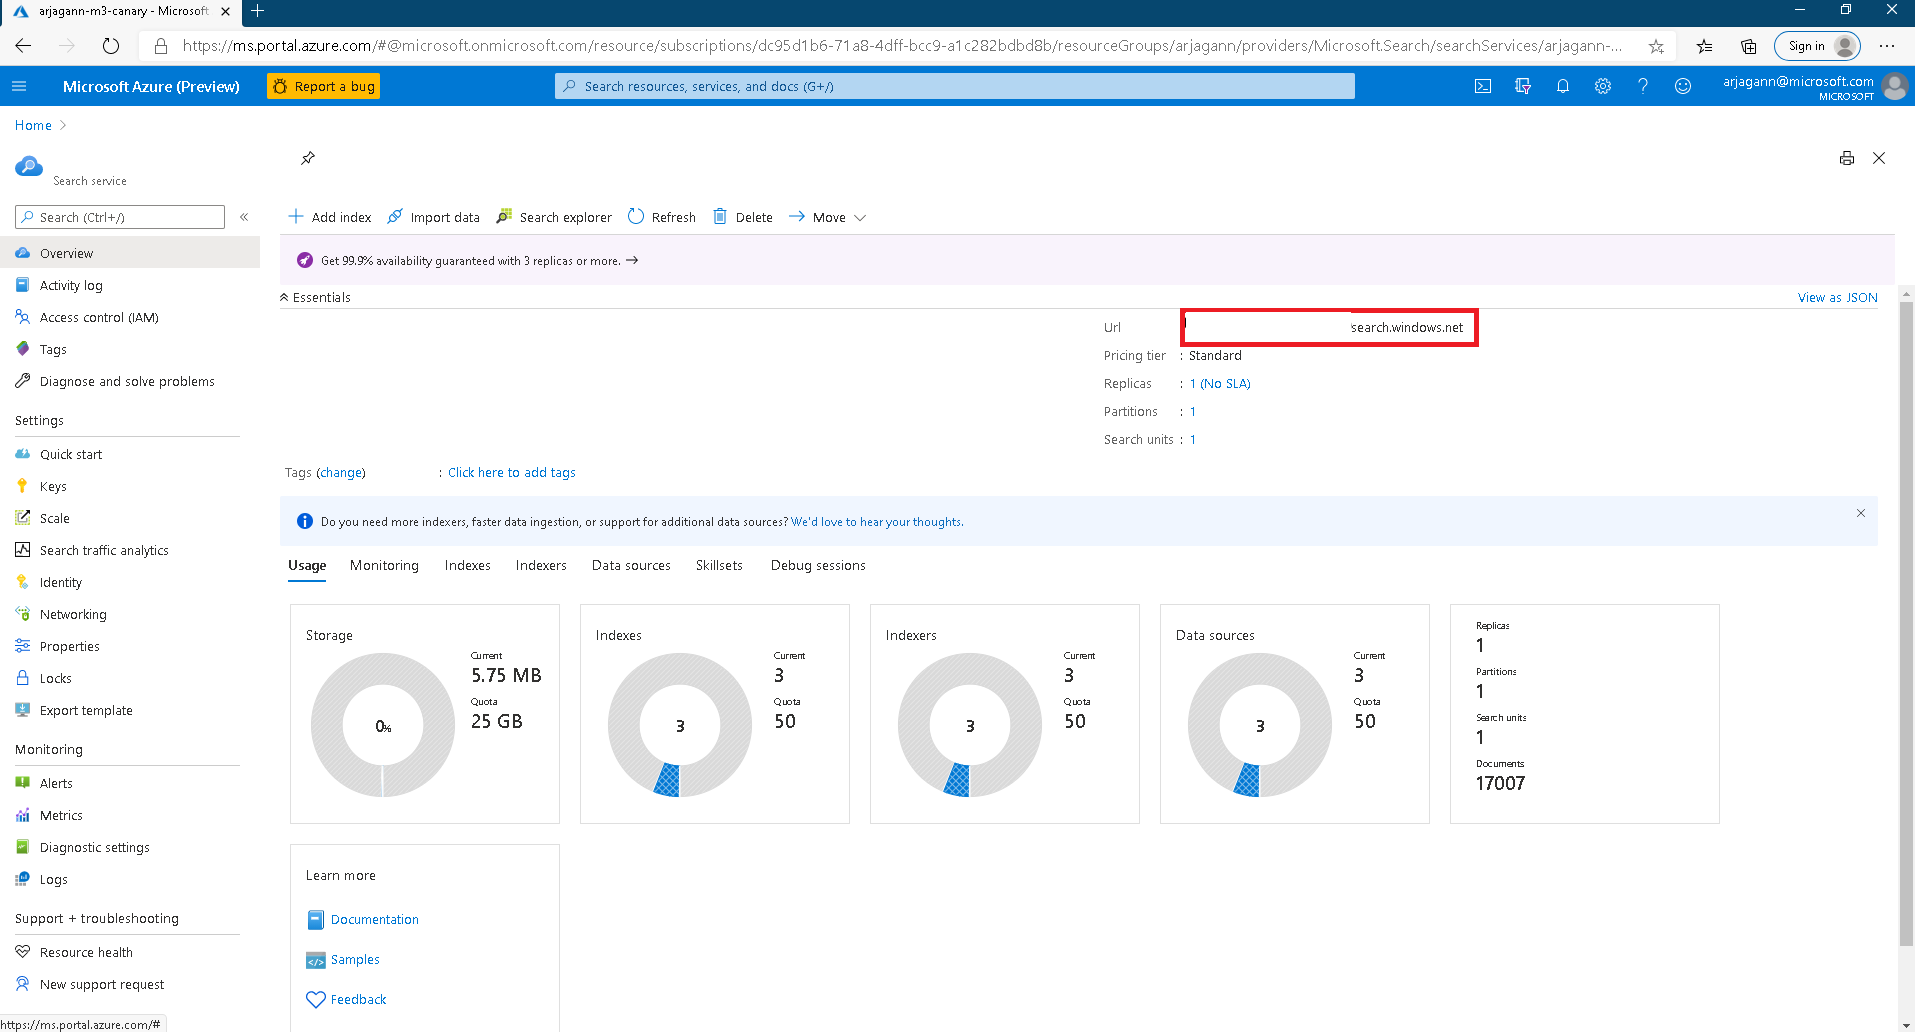 arjagann-m3-canary - Microsoft
https://ms.portal.azure.com/#@microsoft.onmicrosoft.com/resource/subscriptions/dc95d1b6-71a8-4dff-bcc9-a1c282bdbd8b/resourceGroups/arjagann/providers/Microsoft.Search/searchServices/arjagann-...
Sign in
Microsoft Azure (Preview)
Report a bug
Search resources, services, and docs (G+/)
arjagann@microsoft.com
MICROSOFT
Home
Search service
Search (Ctrl+/)
Overview
Activity log
Access control (IAM)
Tags
Diagnose and solve problems
Settings
Quick start
Keys
Scale
Search traffic analytics
Identity
Networking
Properties
Locks
Export template
Monitoring
Alerts
Metrics
Diagnostic settings
Logs
Support + troubleshooting
Resource health
New support request
https://ms.portal.azure.com/#
Add index
Import data
Search explorer
Refresh
Delete
Move
Get 99.9% availability guaranteed with 3 replicas or more. →
Essentials
View as JSON
Url search.windows.net
Pricing tier : Standard
Replicas : 1 (No SLA)
Partitions : 1
Search units : 1
Tags (change) : Click here to add tags
Do you need more indexers, faster data ingestion, or support for additional data sources? We'd love to hear your thoughts.
Usage
Monitoring
Indexes
Indexers
Data sources
Skillsets
Debug sessions
Storage
0%
Current
5.75 MB
Quota
25 GB
Indexes
3
Current
3
Quota
50
Indexers
3
Current
3
Quota
50
Data sources
3
Current
3
Quota
50
Replicas
1
Partitions
1
Search units
1
Documents
17007
Learn more
Documentation
Samples
Feedback